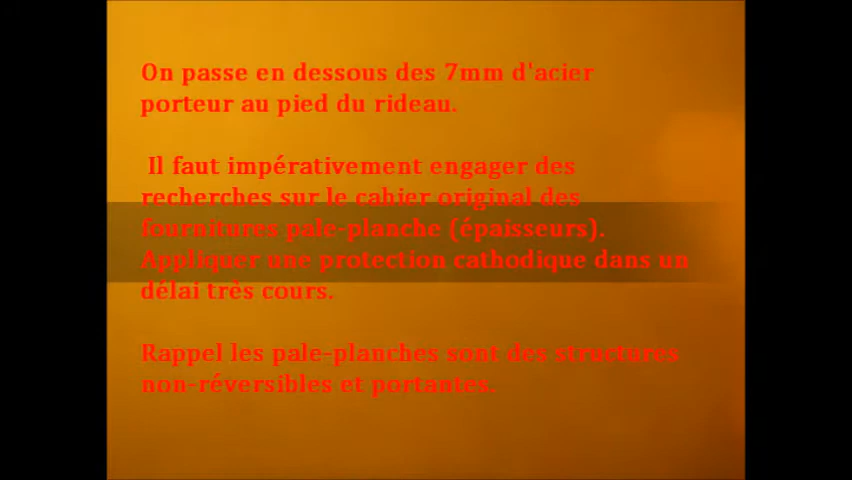 On passe en dessous des 7mm d'acier
porteur au pied du rideau.
Il faut impérativement engager des
recherches sur le cahier original des
fournitures pale-planche (épaisseurs).
Appliquer une protection cathodique dans un
délai très cours.
Rappel les pale-planches sont des structures
non-réversibles et portantes.